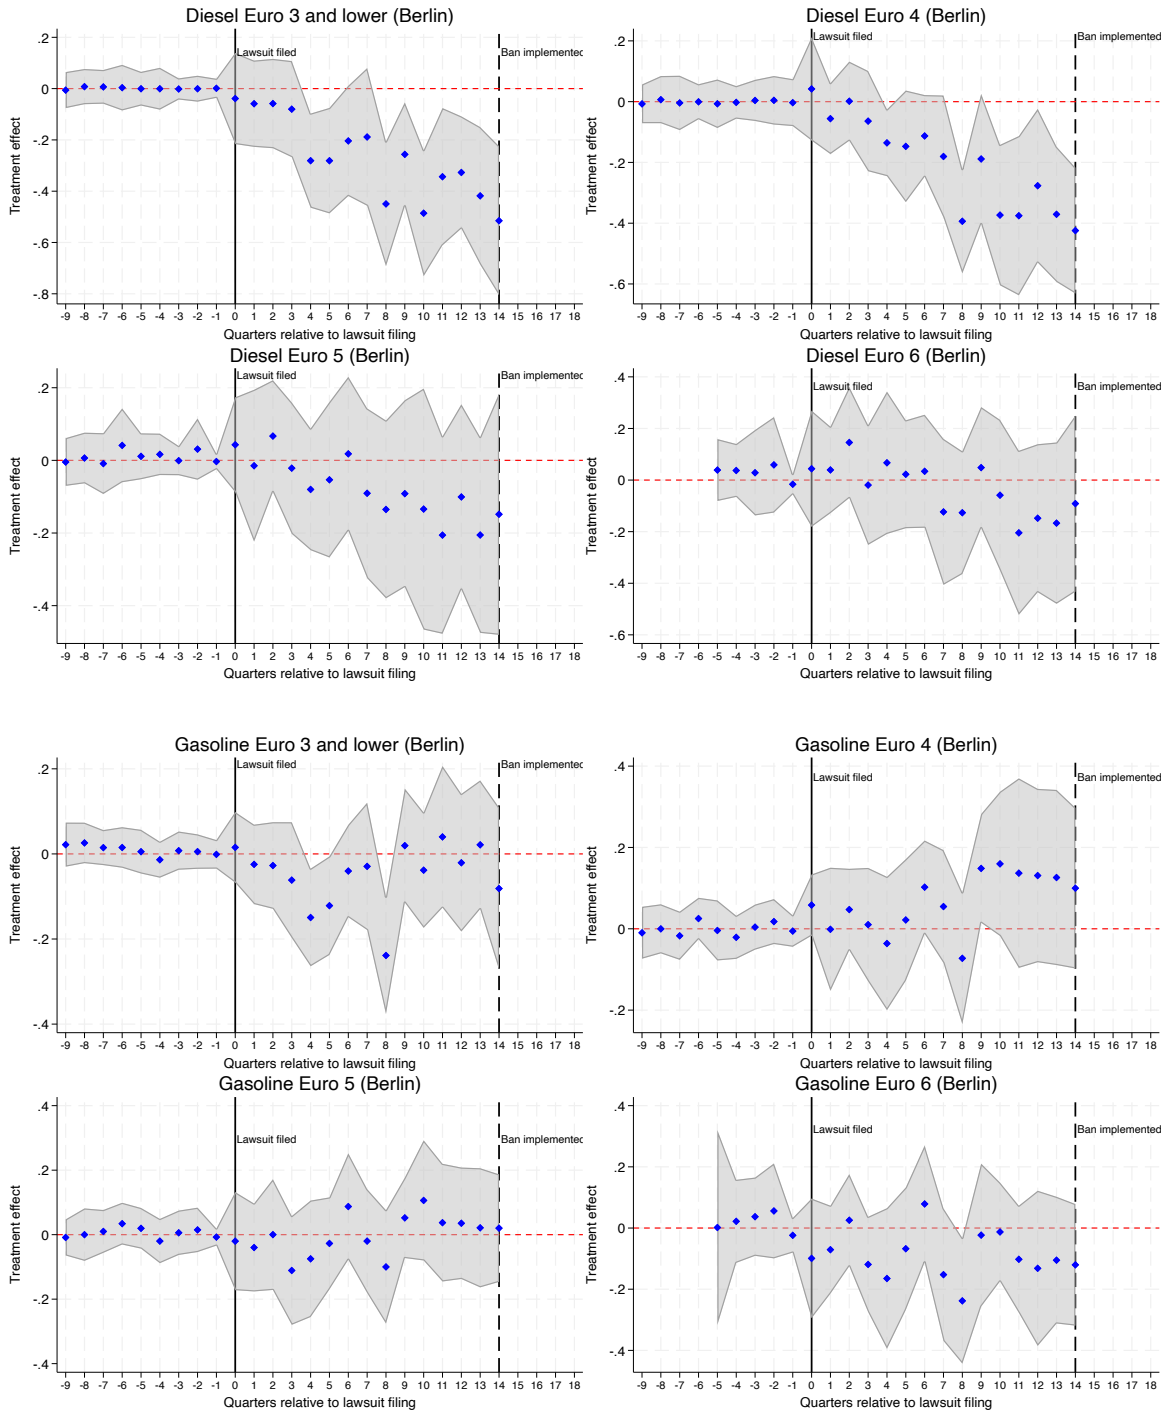 Diesel Euro 3 and lower (Berlin)
.2
0
-.2
-.4
-.6
-.8
Treatment effect
Lawsuit filed
Ban implemented
-9 -8 -7 -6 -5 -4 -3 -2 -1 0 1 2 3 4 5 6 7 8 9 10 11 12 13 14 15 16 17 18
Quarters relative to lawsuit filing
Diesel Euro 4 (Berlin)
.2
0
-.2
-.4
-.6
Treatment effect
Lawsuit filed
Ban implemented
-9 -8 -7 -6 -5 -4 -3 -2 -1 0 1 2 3 4 5 6 7 8 9 10 11 12 13 14 15 16 17 18
Quarters relative to lawsuit filing
Diesel Euro 5 (Berlin)
.2
0
-.2
-.4
Treatment effect
Lawsuit filed
Ban implemented
-9 -8 -7 -6 -5 -4 -3 -2 -1 0 1 2 3 4 5 6 7 8 9 10 11 12 13 14 15 16 17 18
Quarters relative to lawsuit filing
Diesel Euro 6 (Berlin)
.4
.2
0
-.2
-.4
-.6
Treatment effect
Lawsuit filed
Ban implemented
-9 -8 -7 -6 -5 -4 -3 -2 -1 0 1 2 3 4 5 6 7 8 9 10 11 12 13 14 15 16 17 18
Quarters relative to lawsuit filing
Gasoline Euro 3 and lower (Berlin)
.2
0
-.2
-.4
Treatment effect
Lawsuit filed
Ban implemented
-9 -8 -7 -6 -5 -4 -3 -2 -1 0 1 2 3 4 5 6 7 8 9 10 11 12 13 14 15 16 17 18
Quarters relative to lawsuit filing
Gasoline Euro 4 (Berlin)
.4
.2
0
-.2
Treatment effect
Lawsuit filed
Ban implemented
-9 -8 -7 -6 -5 -4 -3 -2 -1 0 1 2 3 4 5 6 7 8 9 10 11 12 13 14 15 16 17 18
Quarters relative to lawsuit filing
Gasoline Euro 5 (Berlin)
.4
.2
0
-.2
-.4
Treatment effect
Lawsuit filed
Ban implemented
-9 -8 -7 -6 -5 -4 -3 -2 -1 0 1 2 3 4 5 6 7 8 9 10 11 12 13 14 15 16 17 18
Quarters relative to lawsuit filing
Gasoline Euro 6 (Berlin)
.4
.2
0
-.2
-.4
Treatment effect
Lawsuit filed
Ban implemented
-9 -8 -7 -6 -5 -4 -3 -2 -1 0 1 2 3 4 5 6 7 8 9 10 11 12 13 14 15 16 17 18
Quarters relative to lawsuit filing